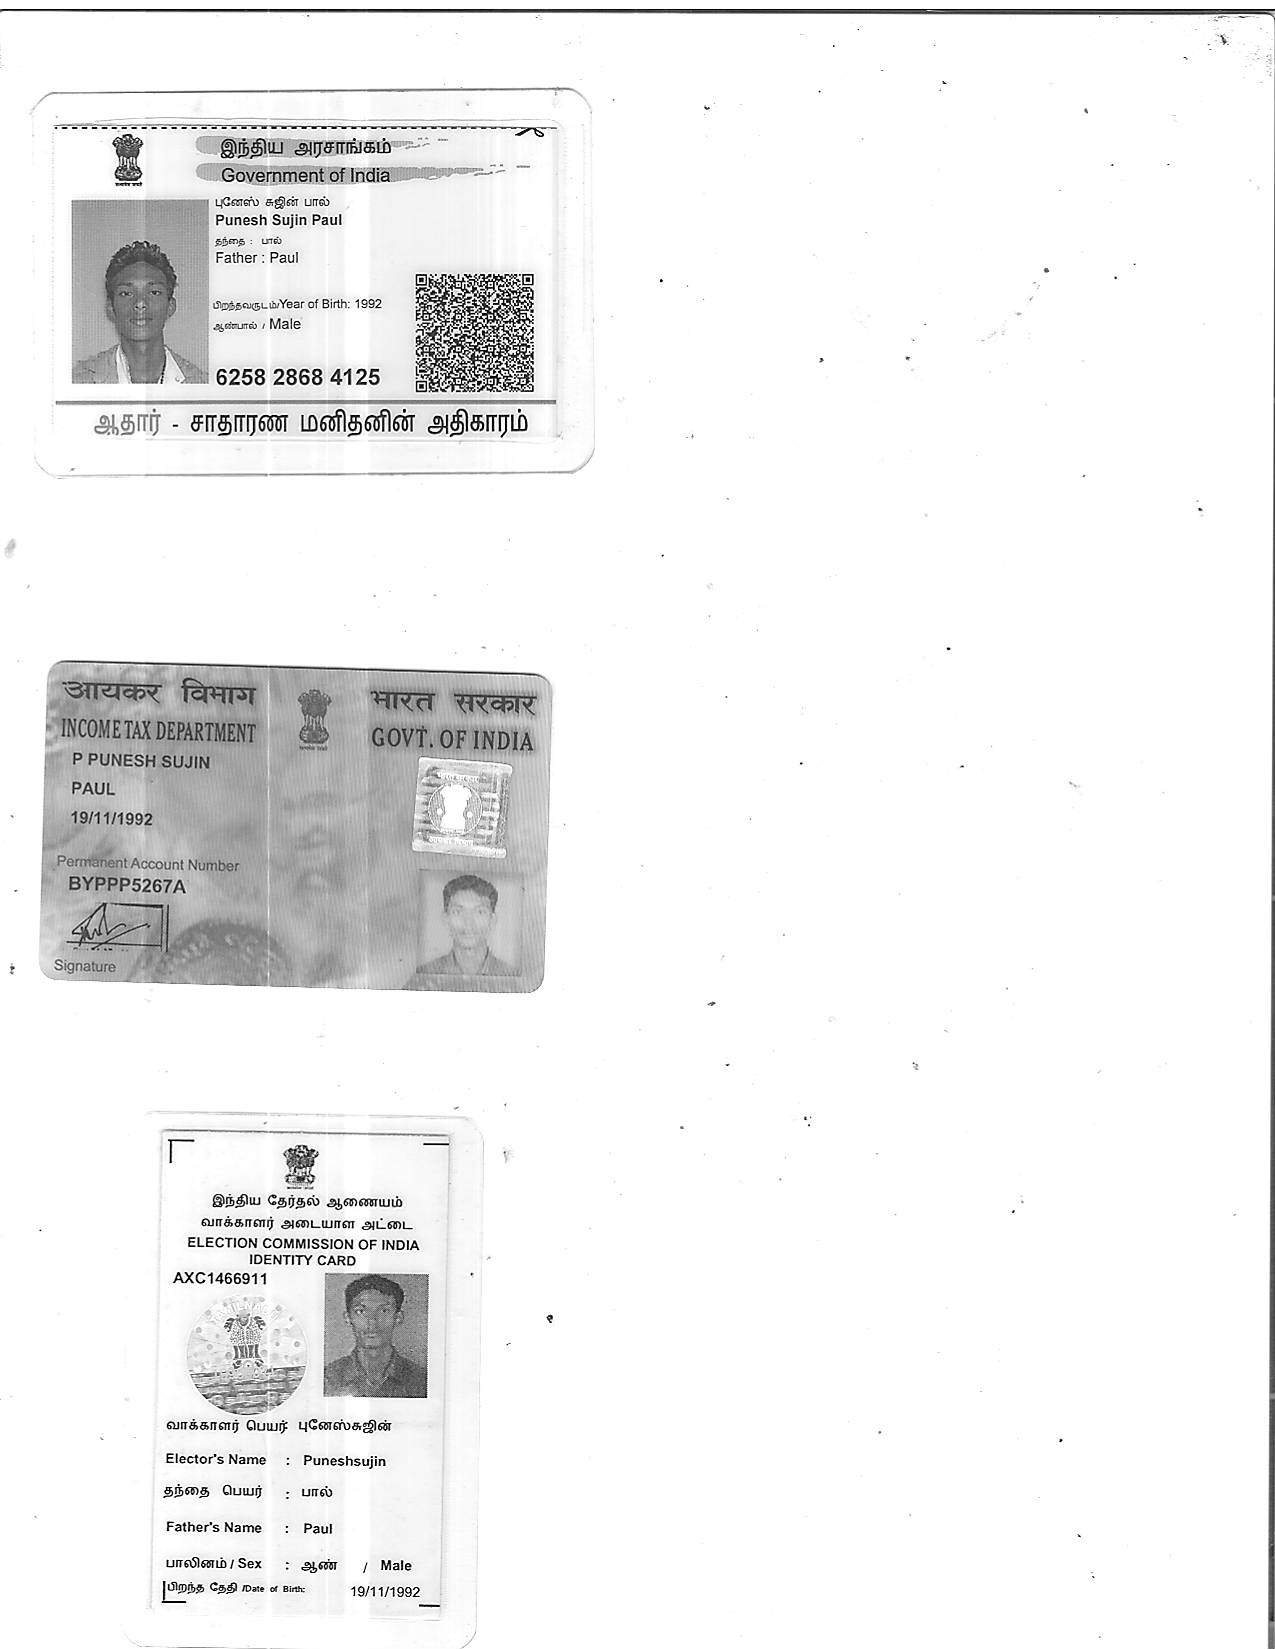 இந்திய அரசாங்கம்
Government of India
புனேஸ் சுஜின் பால்
Punesh Sujin Paul
தந்தை : பால்
Father : Paul
பிறந்தவருடம்/Year of Birth: 1992
ஆண்பால் / Male
6258 2868 4125
ஆதார் - சாதாரண மனிதனின் அதிகாரம்
आयकर विभाग
INCOME TAX DEPARTMENT
भारत सरकार
GOVT. OF INDIA
P PUNESH SUJIN
PAUL
19/11/1992
Permanent Account Number
BYPPP5267A
Signature
இந்திய தேர்தல் ஆணையம்
வாக்காளர் அடையாள அட்டை
ELECTION COMMISSION OF INDIA
IDENTITY CARD
AXC1466911
வாக்காளர் பெயர் : புனேஸ்சுஜின்
Elector's Name : Puneshsujin
தந்தை பெயர் : பால்
Father's Name : Paul
பாலினம் / Sex : ஆண் / Male
பிறந்த தேதி /Date of Birth: 19/11/1992